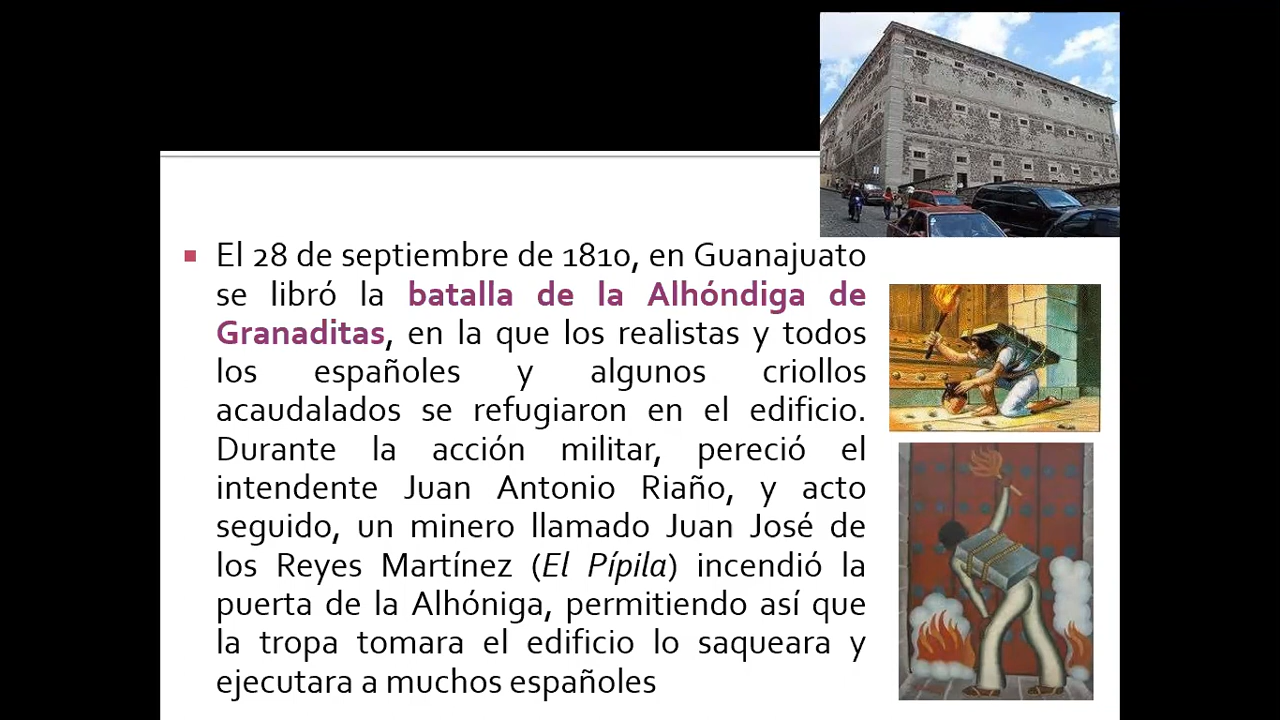 El 28 de septiembre de 1810, en Guanajuato
se libró la batalla de la Alhóndiga de
Granaditas, en la que los realistas y todos
los españoles y algunos criollos
acaudalados se refugiaron en el edificio.
Durante la acción militar, pereció el
intendente Juan Antonio Riaño, y acto
seguido, un minero llamado Juan José de
los Reyes Martínez (El Pípila) incendió la
puerta de la Alhóniga, permitiendo así que
la tropa tomara el edificio lo saqueara y
ejecutara a muchos españoles